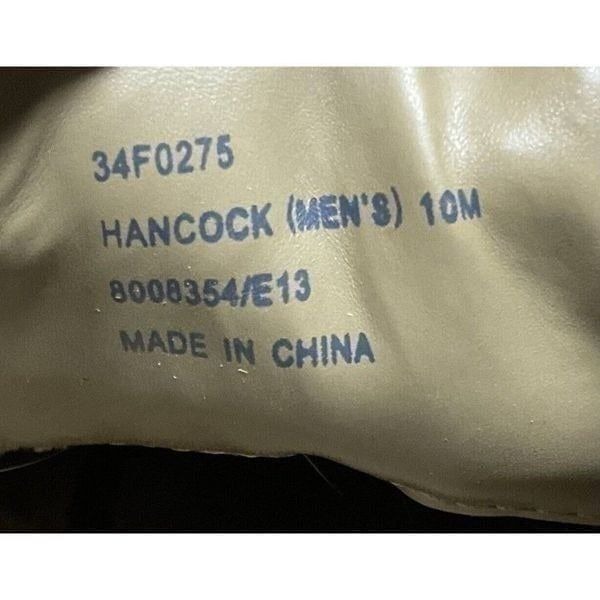 34F0275
HANCOCK (MEN'S) 10M
8008354/E13
MADE IN CHINA